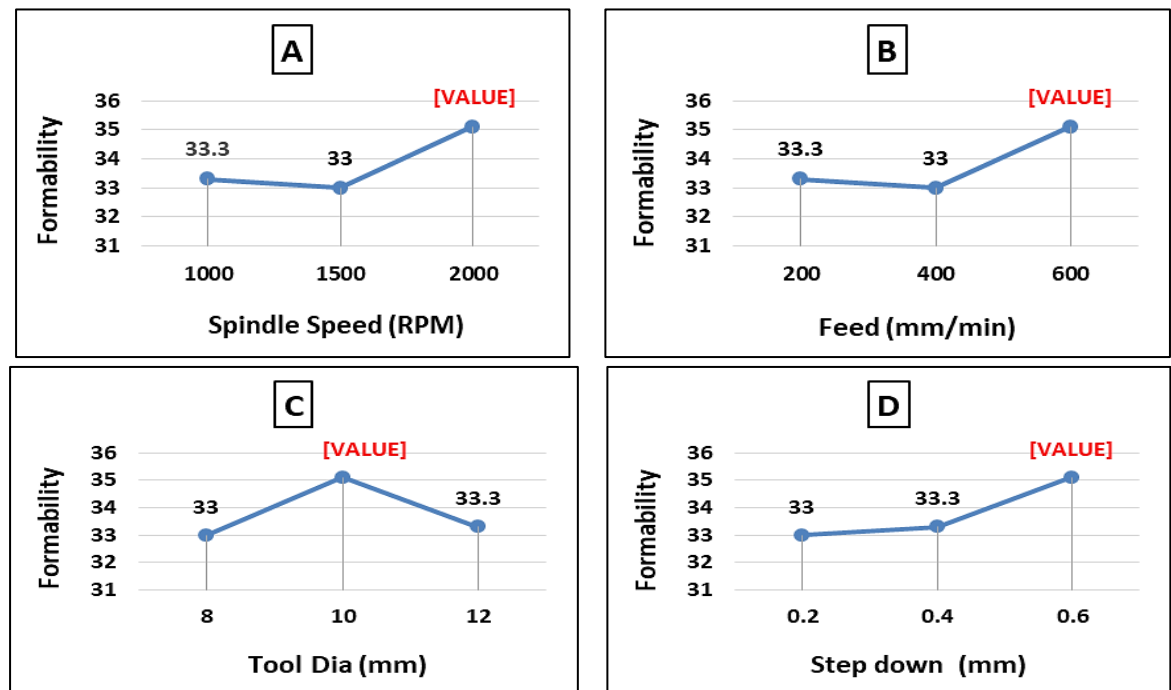 A
Formability
36
35
34
33
32
31
33.3
33
[VALUE]
1000 1500 2000
Spindle Speed (RPM)
B
Formability
36
35
34
33
32
31
33.3
33
[VALUE]
200 400 600
Feed (mm/min)
C
Formability
36
35
34
33
32
31
33
[VALUE]
33.3
8 10 12
Tool Dia (mm)
D
Formability
36
35
34
33
32
31
33
33.3
[VALUE]
0.2 0.4 0.6
Step down (mm)